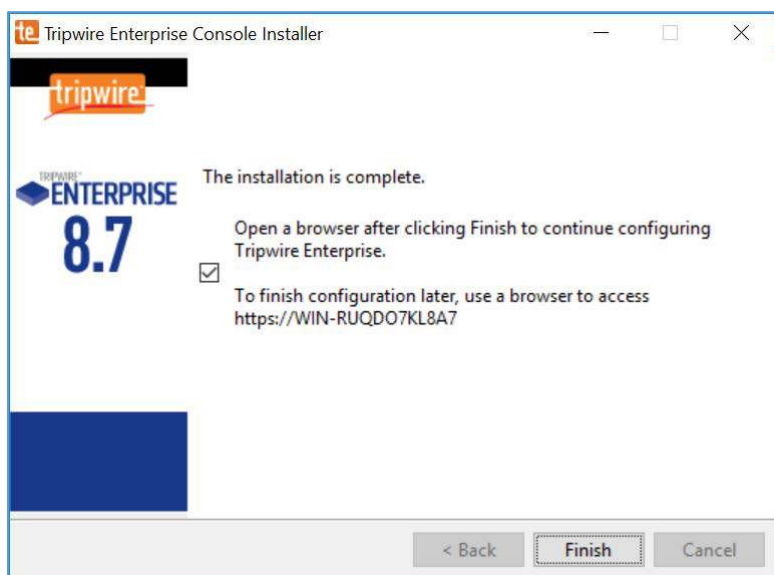 te Tripwire Enterprise Console Installer
tripwire
TRIPWIRE
ENTERPRISE
8.7
The installation is complete.
Open a browser after clicking Finish to continue configuring
Tripwire Enterprise.
To finish configuration later, use a browser to access
https://WIN-RUQDO7KL8A7
< Back
Finish
Cancel